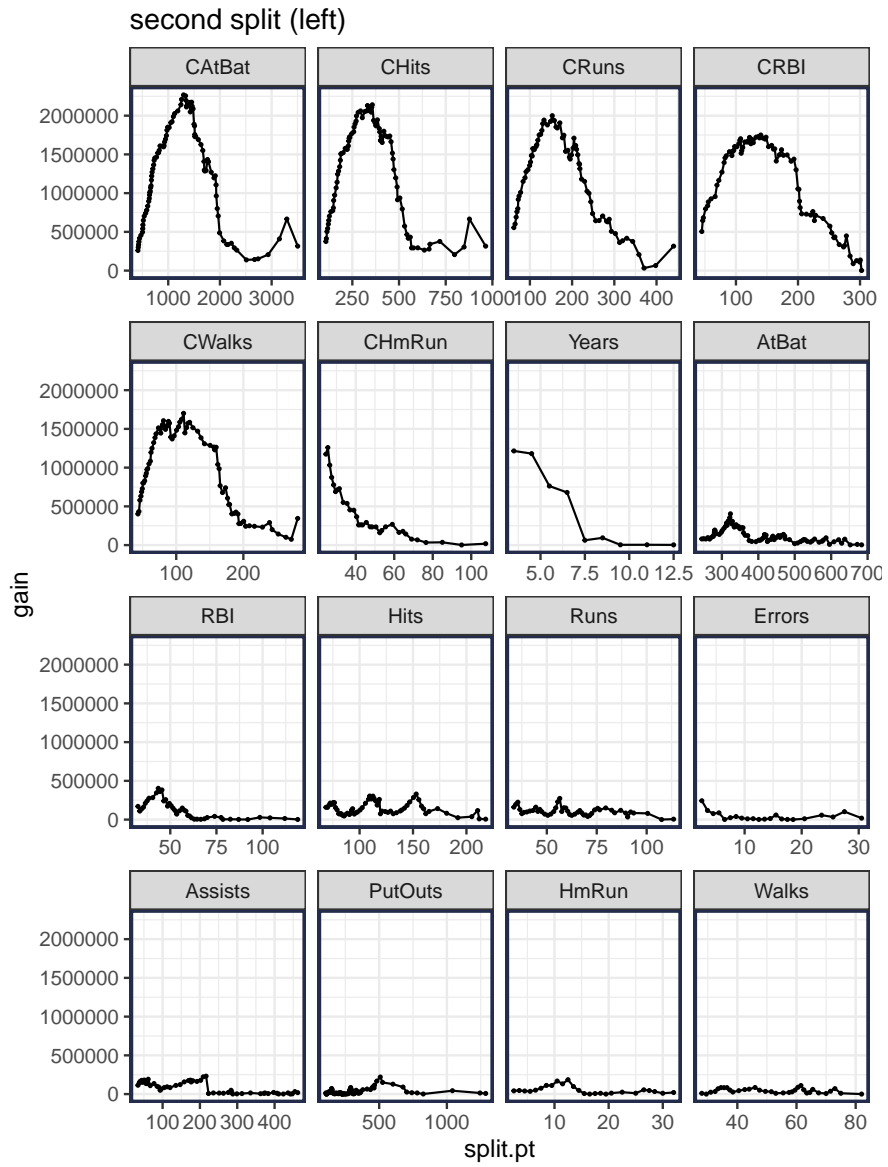 second split (left)
CAtBat CHits CRuns CRBI
2000000
1500000
1000000
500000
0
1000 2000 3000 250 500 750 1000 100 200 300 400 100 200 300
CWalks CHmRun Years AtBat
2000000
1500000
1000000
500000
0
100 200 40 60 80 100 5.0 7.5 10.0 12.5 300 400 500 600 700
gain
RBI Hits Runs Errors
2000000
1500000
1000000
500000
0
50 75 100 100 150 200 50 75 100 10 20 30
Assists PutOuts HmRun Walks
2000000
1500000
1000000
500000
0
100 200 300 400 500 1000 10 20 30 40 60 80
split.pt